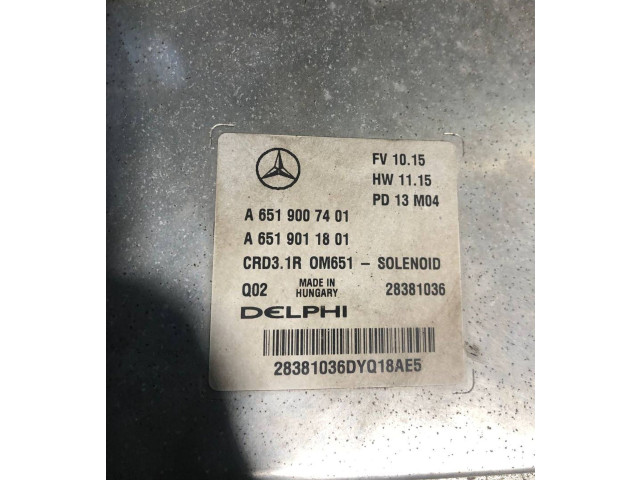 FV 10.15
HW 11.15
PD 13 M04
A 651 900 74 01
A 651 901 18 01
CRD3.1R OM651 - SOLENOID
Q02 MADE IN HUNGARY 28381036
DELPHI
28381036DYQ18AE5